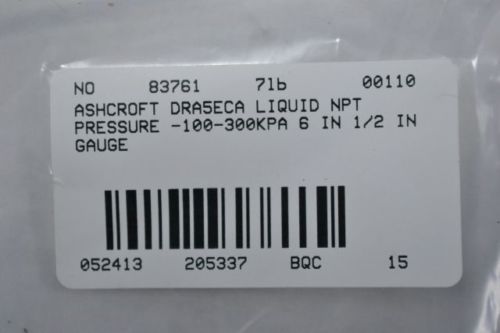 NO 83761 7lb 00110
ASHCROFT DRA5ECA LIQUID NPT
PRESSURE -100-300KPA 6 IN 1/2 IN
GAUGE
052413 205337 BQC 15